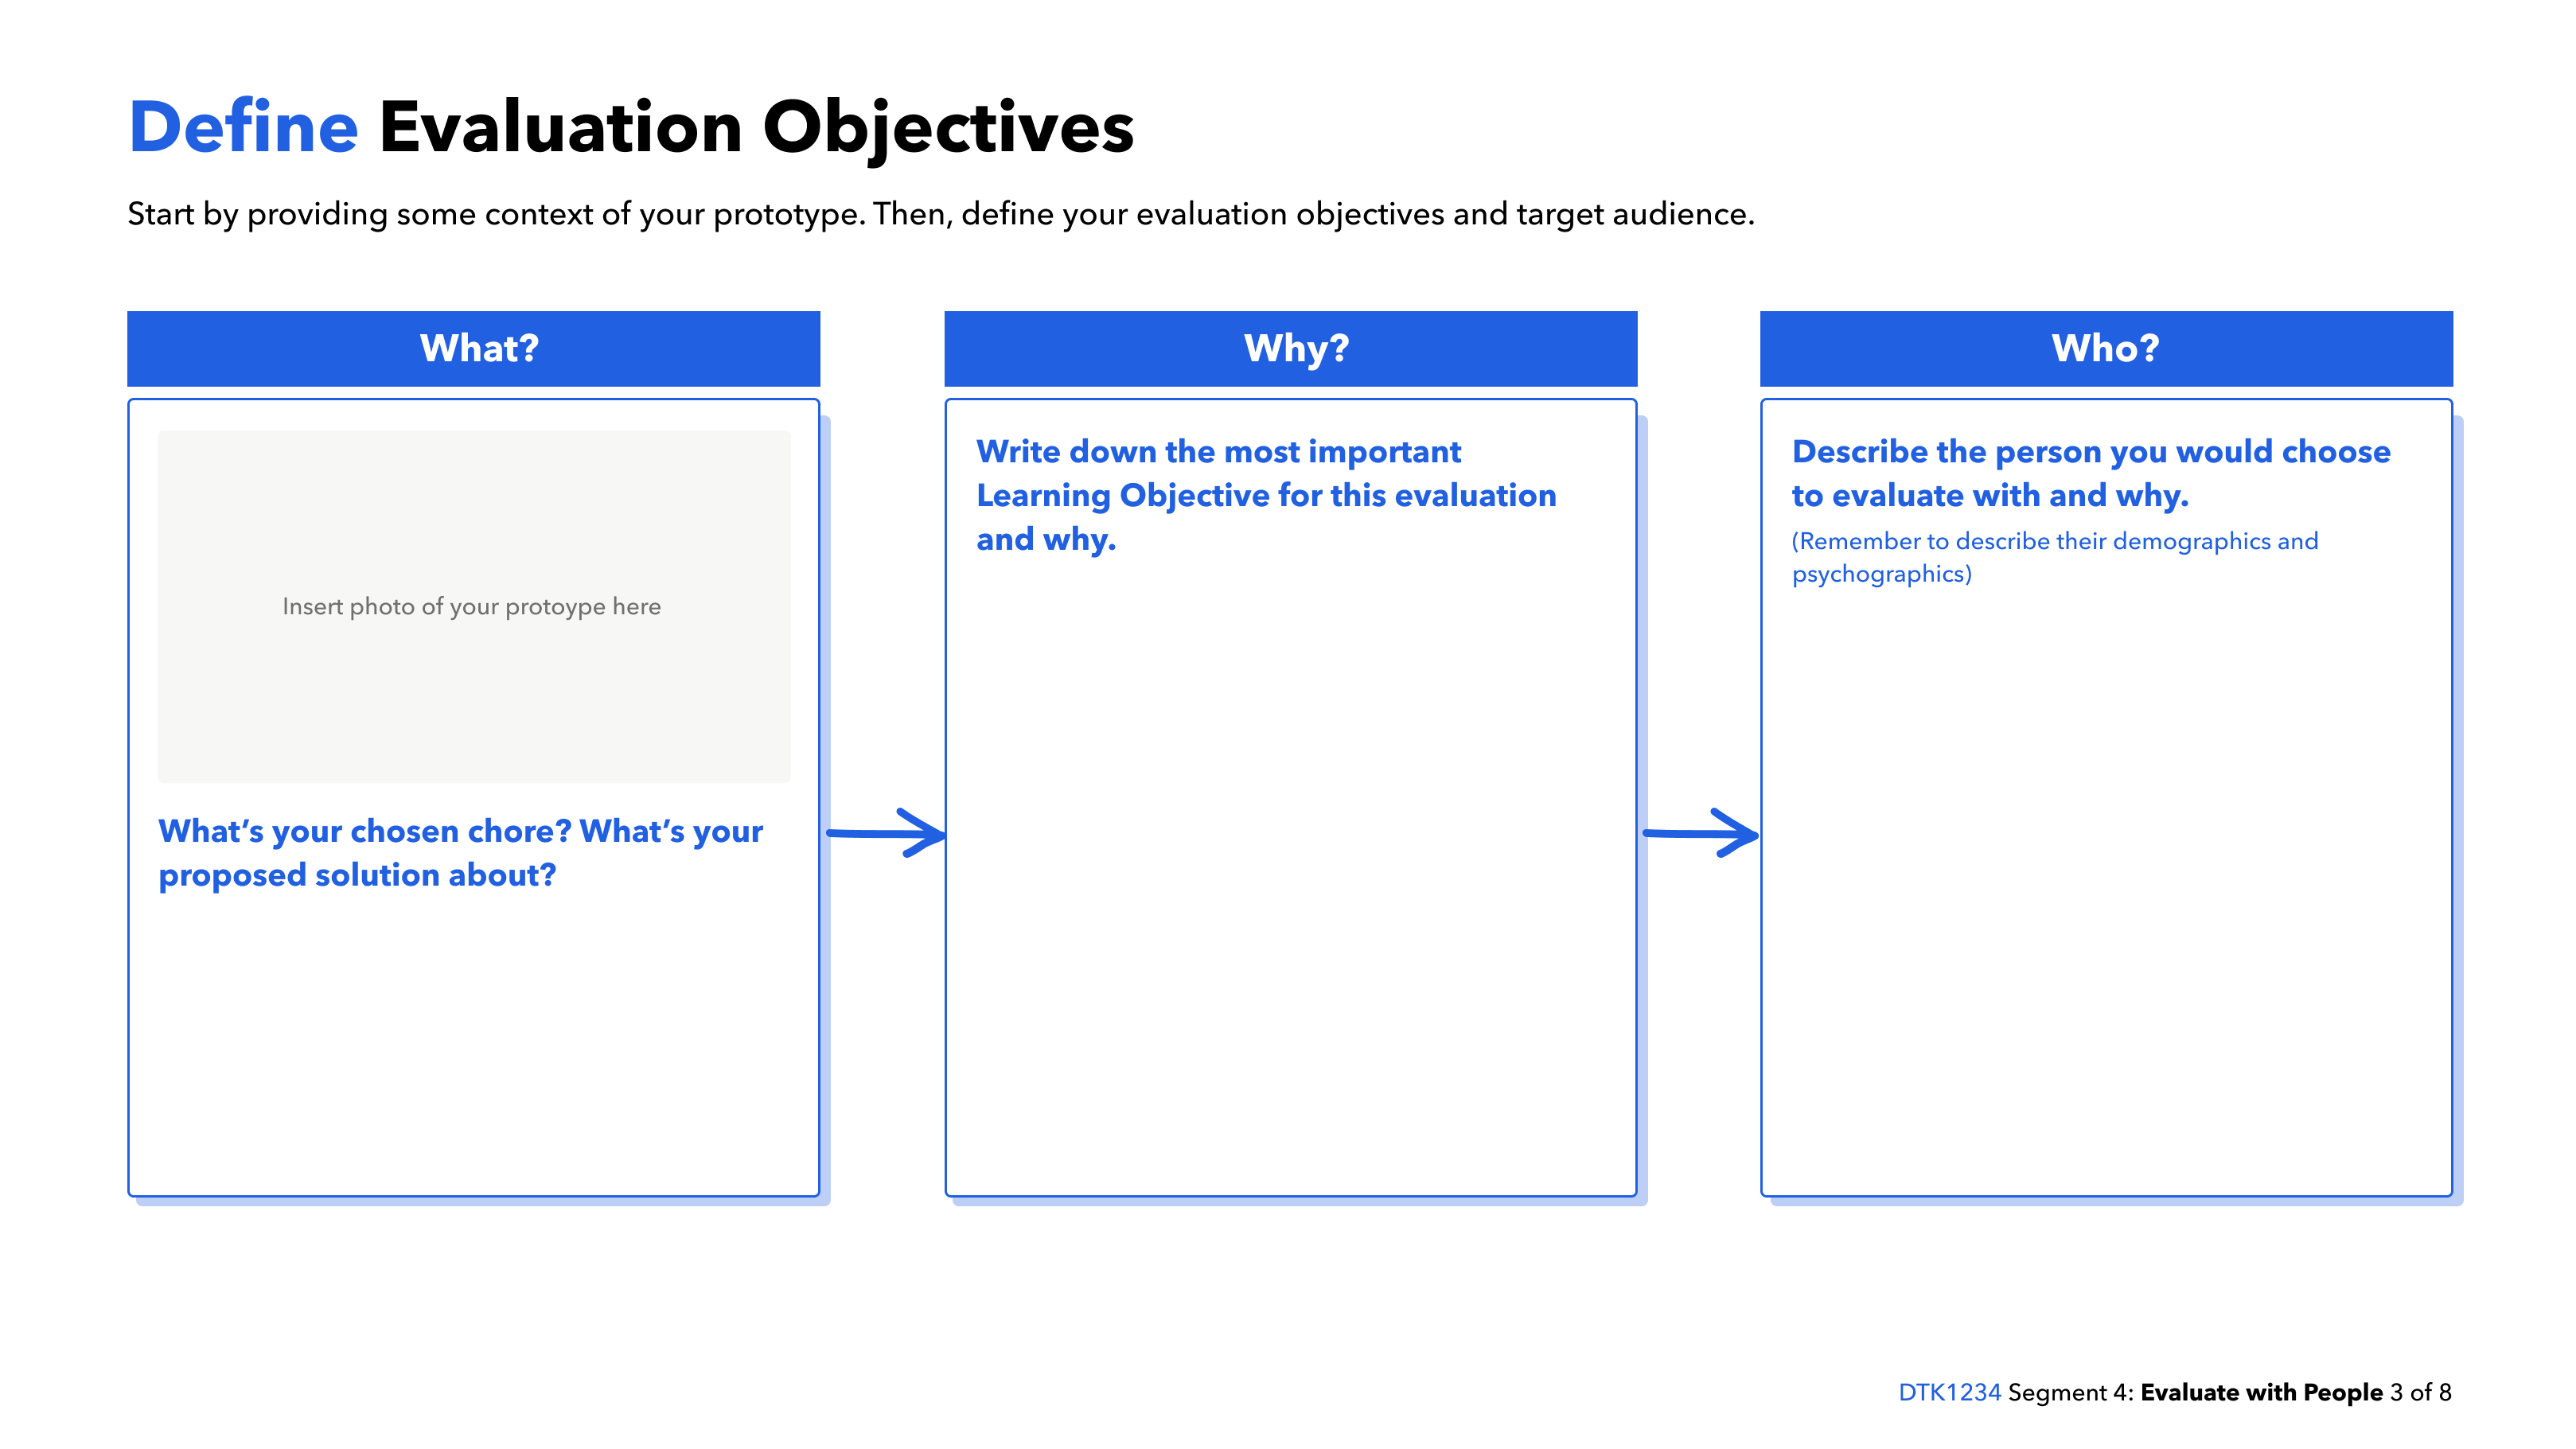 Define Evaluation Objectives
Start by providing some context of your prototype. Then, define your evaluation objectives and target audience.
What?
Insert photo of your protoype here
What's your chosen chore? What's your
proposed solution about?
Why?
Write down the most important
Learning Objective for this evaluation
and why.
Who?
Describe the person you would choose
to evaluate with and why.
(Remember to describe their demographics and
psychographics)
DTK1234 Segment 4: Evaluate with People 3 of 8